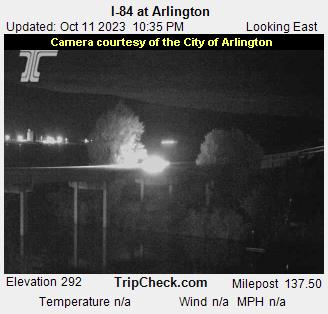 I-84 at Arlington
Updated: Oct 11 2023 10:35 PM Looking East
Camera courtesy of the City of Arlington
Elevation 292 TripCheck.com Milepost 137.50
Temperature n/a Wind n/a MPH n/a